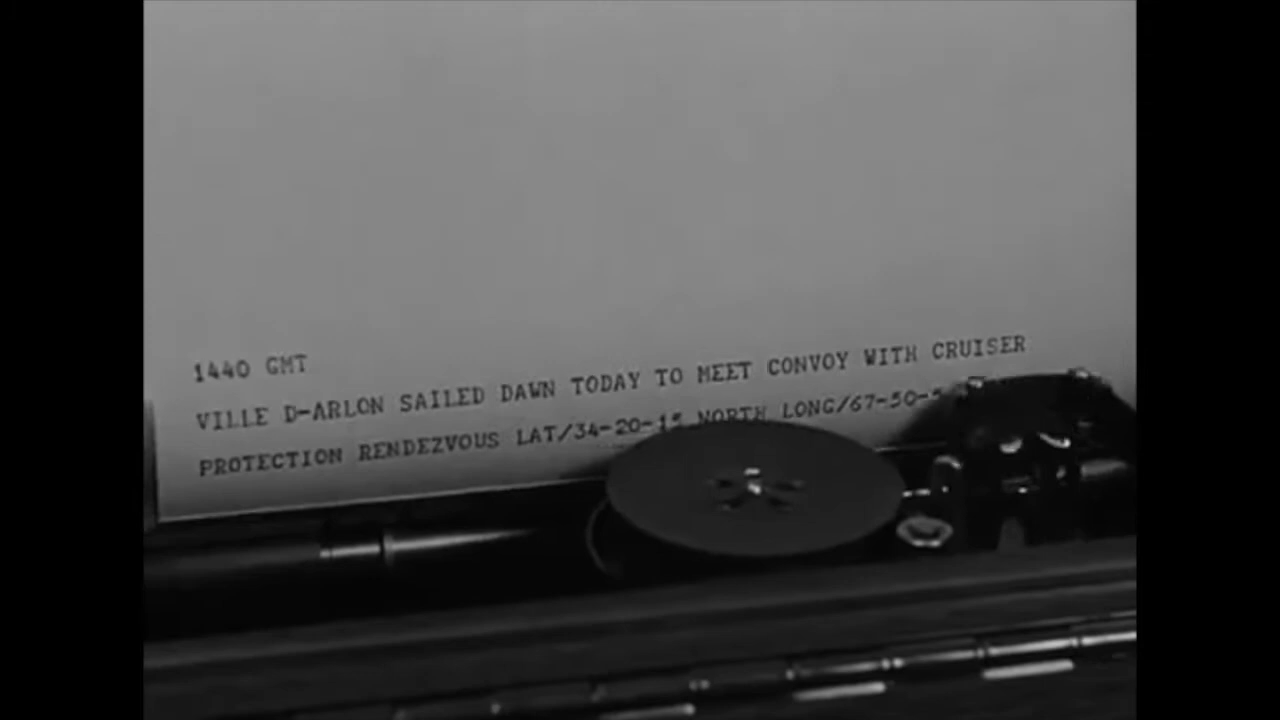 1440 GMT
VILLE D-ARLON SAILED DAWN TODAY TO MEET CONVOY WITH CRUISER
PROTECTION RENDEZVOUS LAT/34-20-15 NORTH LONG/67-50-